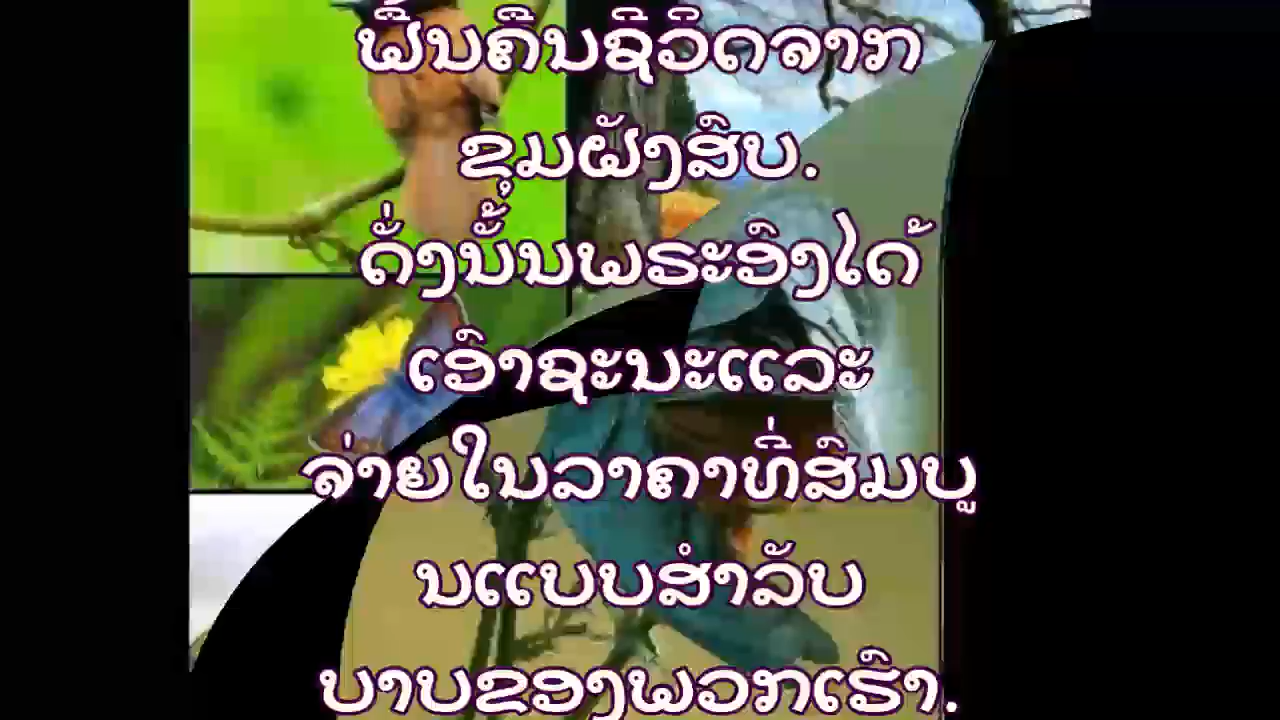 ຟື້ນຄືນຊີວິດຈາກ
ຂຸມຝັງສົບ.
ດັ່ງນັ້ນພຣະອົງໄດ້
ເອົາຊະນະແລະ
ຈ່າຍໃນລາຄາທີ່ສົມບູ
ນແບບສຳລັບ
ບາບຂອງພວກເຮົາ.